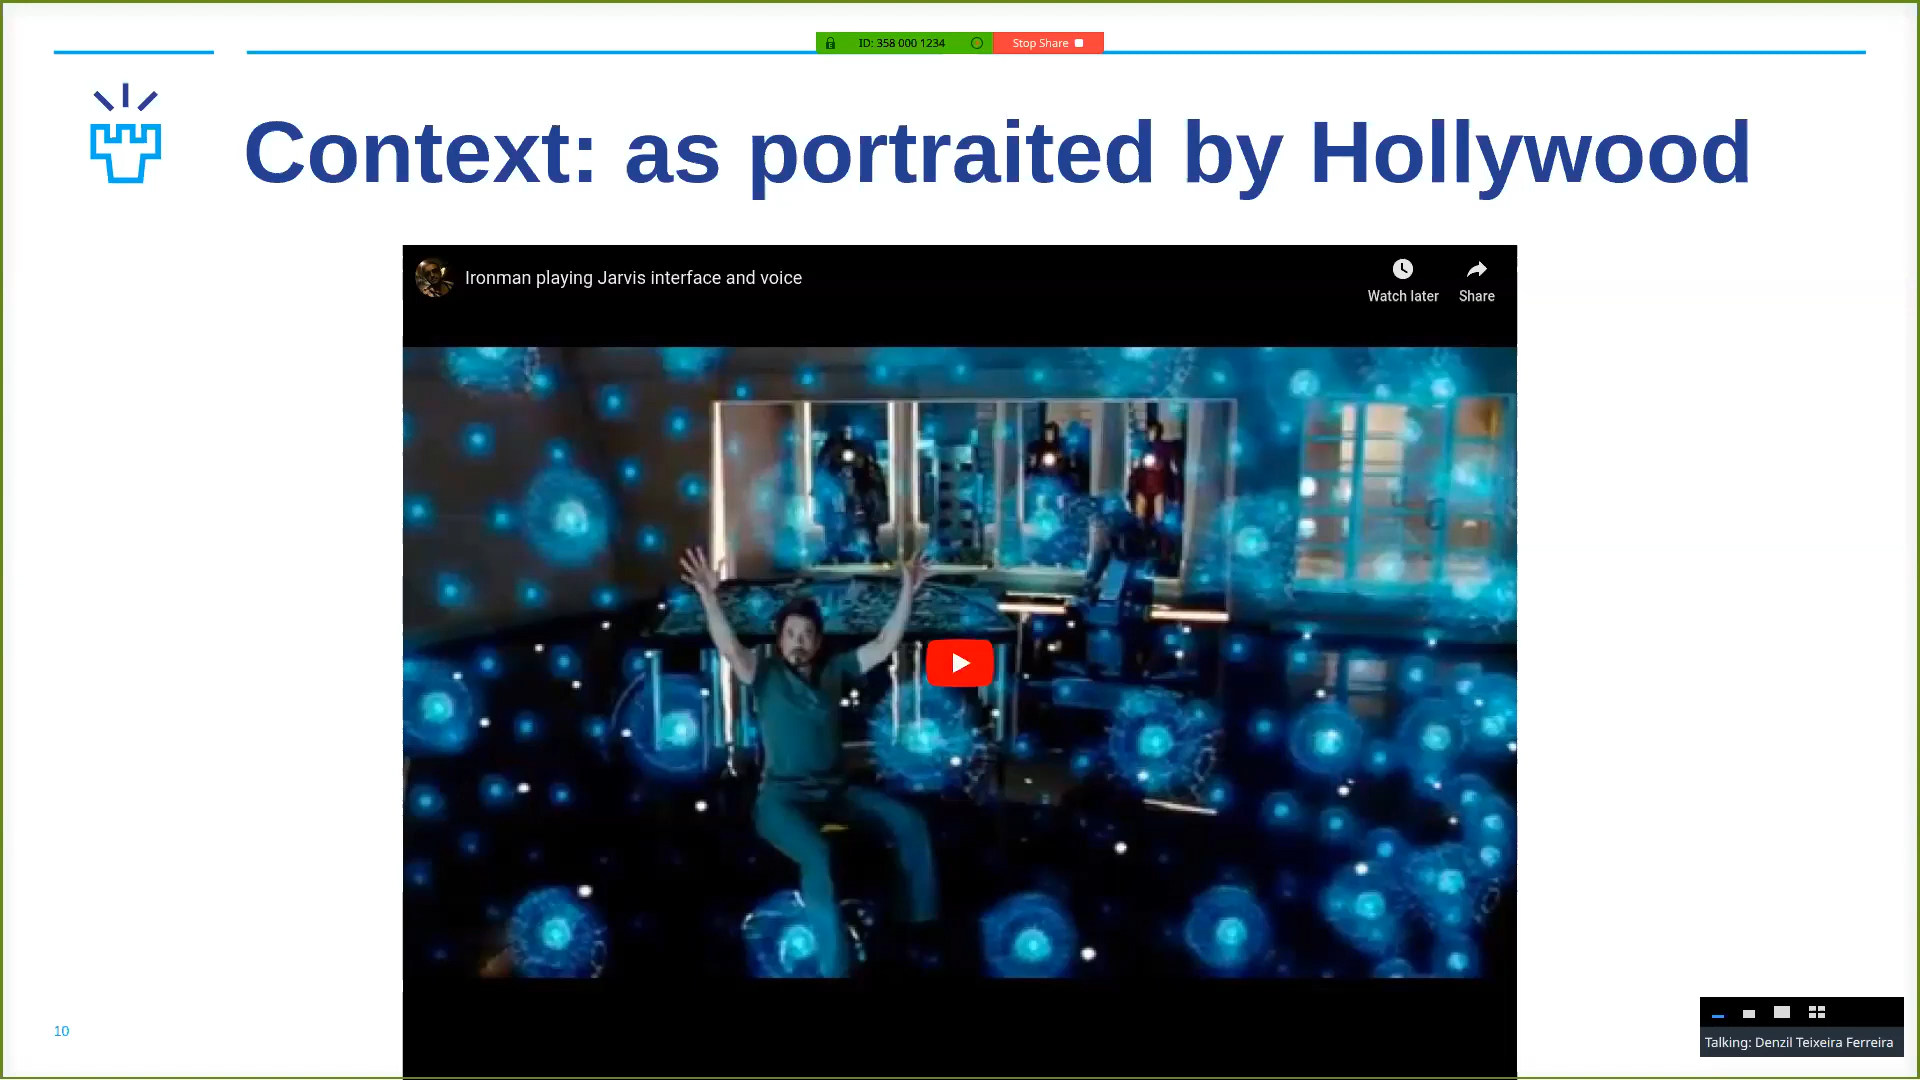 ID: 358 000 1234
Stop Share
Context: as portraited by Hollywood
Ironman playing Jarvis interface and voice
Watch later
Share
10
Talking: Denzil Teixeira Ferreira